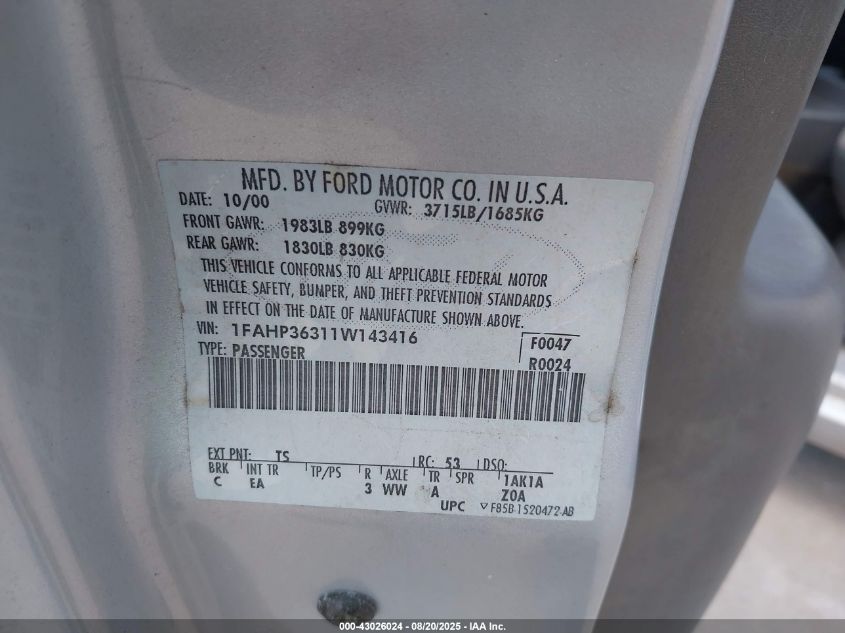 MFD. BY FORD MOTOR CO. IN U.S.A.
DATE: 10/00 GVWR: 3715LB/1685KG
FRONT GAWR: 1983LB 899KG
REAR GAWR: 1830LB 830KG
THIS VEHICLE CONFORMS TO ALL APPLICABLE FEDERAL MOTOR
VEHICLE SAFETY, BUMPER, AND THEFT PREVENTION STANDARDS
IN EFFECT ON THE DATE OF MANUFACTURE SHOWN ABOVE.
VIN: 1FAHP36311W143416 F0047
TYPE: PASSENGER R0024
EXT PNT: TS RC: 53 DSO:
BRK INT TR TP/PS R AXLE TR SPR 1AK1A
C EA 3 WW A Z0A
UPC F85B-1520472-AB
000-43026024 - 08/20/2025 - IAA Inc.